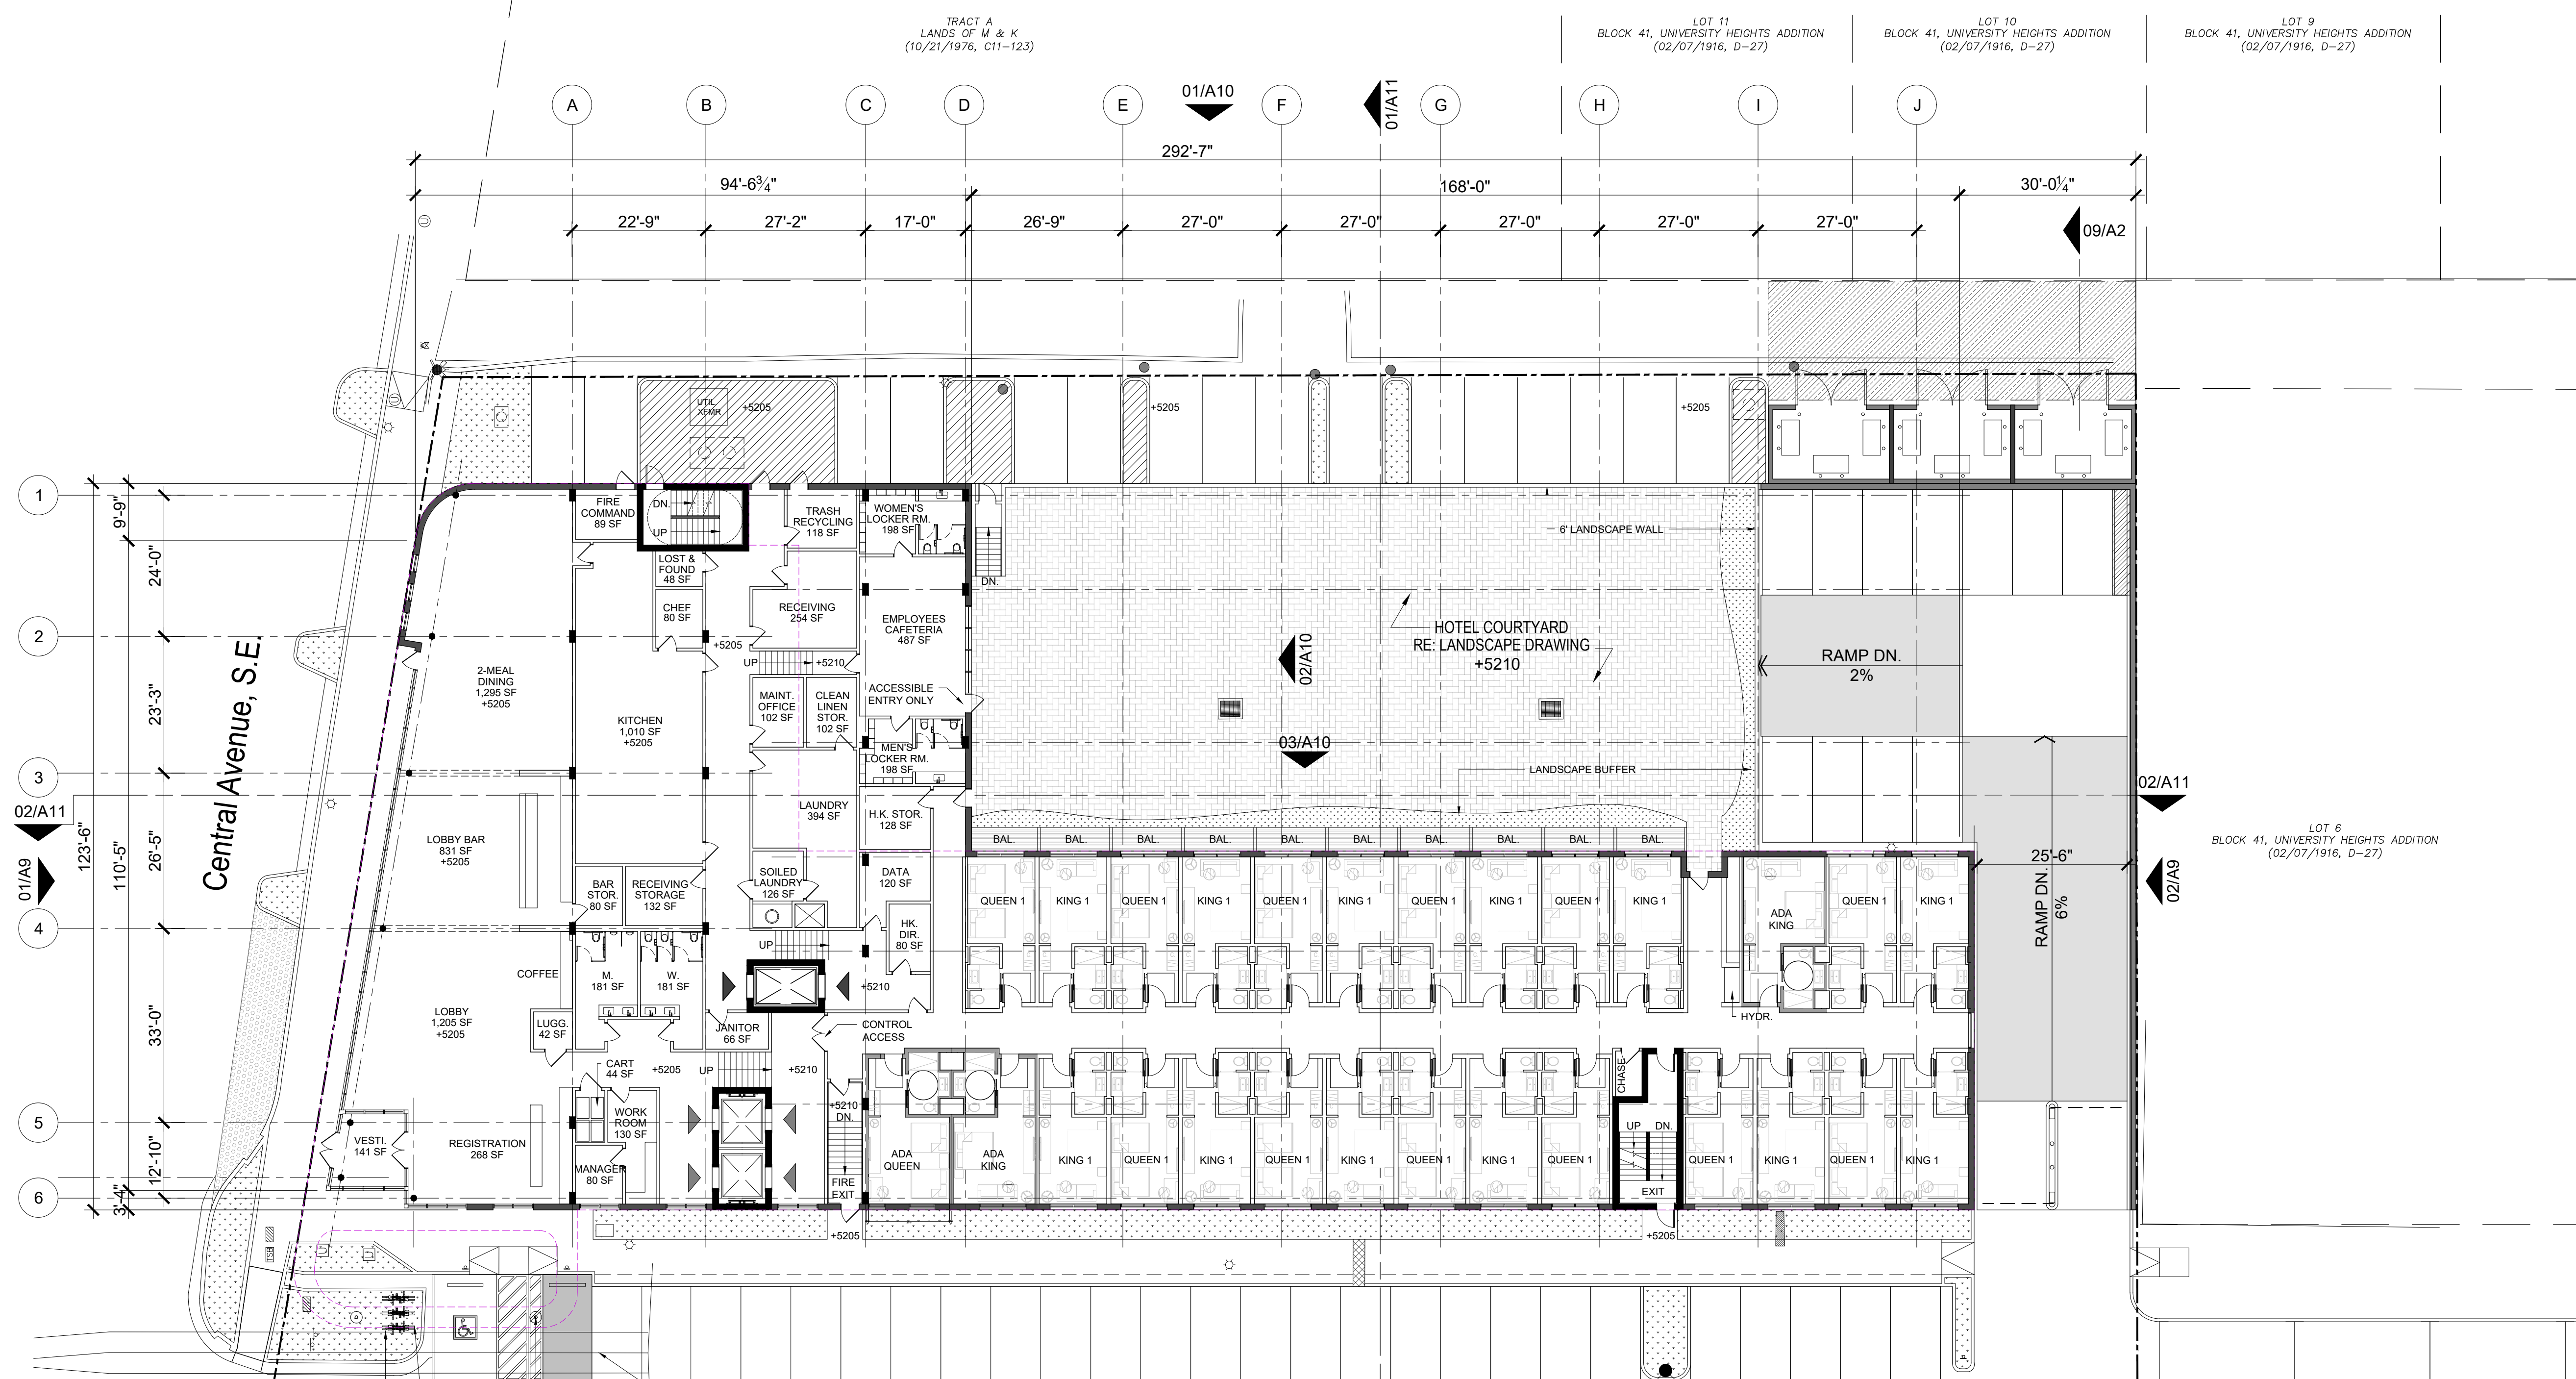 TRACT A
LANDS OF M & K
(10/21/1976, C11-123)
LOT 11
BLOCK 41, UNIVERSITY HEIGHTS ADDITION
(02/07/1916, D-27)
LOT 10
BLOCK 41, UNIVERSITY HEIGHTS ADDITION
(02/07/1916, D-27)
LOT 9
BLOCK 41, UNIVERSITY HEIGHTS ADDITION
(02/07/1916, D-27)
A
B
C
D
E
01/A10
F
01/A11
G
H
I
J
292'-7"
94'-6¾"
168'-0"
30'-0¼"
22'-9"
27'-2"
17'-0"
26'-9"
27'-0"
27'-0"
27'-0"
27'-0"
27'-0"
09/A2
UTIL.
XFMR
+5205
+5205
+5205
1
2
3
4
5
6
9'-9"
24'-0"
23'-3"
26'-5"
33'-0"
12'-10"
3'-4"
123'-6"
110'-5"
02/A11
01/A9
Central Avenue, S.E.
FIRE
COMMAND
89 SF
DN.
UP
TRASH
RECYCLING
118 SF
WOMEN'S
LOCKER RM.
198 SF
DN.
LOST &
FOUND
48 SF
CHEF
80 SF
RECEIVING
254 SF
EMPLOYEES
CAFETERIA
487 SF
+5205
UP
+5210
2-MEAL
DINING
1,295 SF
+5205
KITCHEN
1,010 SF
+5205
MAINT.
OFFICE
102 SF
CLEAN
LINEN
STOR.
102 SF
ACCESSIBLE
ENTRY ONLY
MEN'S
LOCKER RM.
198 SF
LAUNDRY
394 SF
H.K. STOR.
128 SF
LOBBY BAR
831 SF
+5205
BAR
STOR.
80 SF
RECEIVING
STORAGE
132 SF
SOILED
LAUNDRY
126 SF
DATA
120 SF
HK.
DIR.
80 SF
UP
COFFEE
M.
181 SF
W.
181 SF
+5210
LOBBY
1,205 SF
+5205
LUGG.
42 SF
JANITOR
66 SF
CONTROL
ACCESS
CART
44 SF
+5205
UP
+5210
WORK
ROOM
130 SF
+5210
DN.
VESTI.
141 SF
REGISTRATION
268 SF
MANAGER
80 SF
FIRE
EXIT
+5205
6' LANDSCAPE WALL
HOTEL COURTYARD
RE: LANDSCAPE DRAWING
+5210
02/A10
03/A10
LANDSCAPE BUFFER
RAMP DN.
2%
BAL.
BAL.
BAL.
BAL.
BAL.
BAL.
BAL.
BAL.
BAL.
BAL.
QUEEN 1
KING 1
QUEEN 1
KING 1
QUEEN 1
KING 1
QUEEN 1
KING 1
QUEEN 1
KING 1
ADA
KING
QUEEN 1
KING 1
HYDR.
25'-6"
RAMP DN.
6%
02/A11
02/A9
LOT 6
BLOCK 41, UNIVERSITY HEIGHTS ADDITION
(02/07/1916, D-27)
ADA
QUEEN
ADA
KING
KING 1
QUEEN 1
KING 1
QUEEN 1
KING 1
QUEEN 1
KING 1
QUEEN 1
CHASE
UP
DN.
EXIT
+5205
QUEEN 1
KING 1
QUEEN 1
KING 1